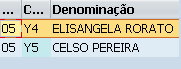 ... C... Denominação
05 Y4 ELISANGELA RORATO
05 Y5 CELSO PEREIRA